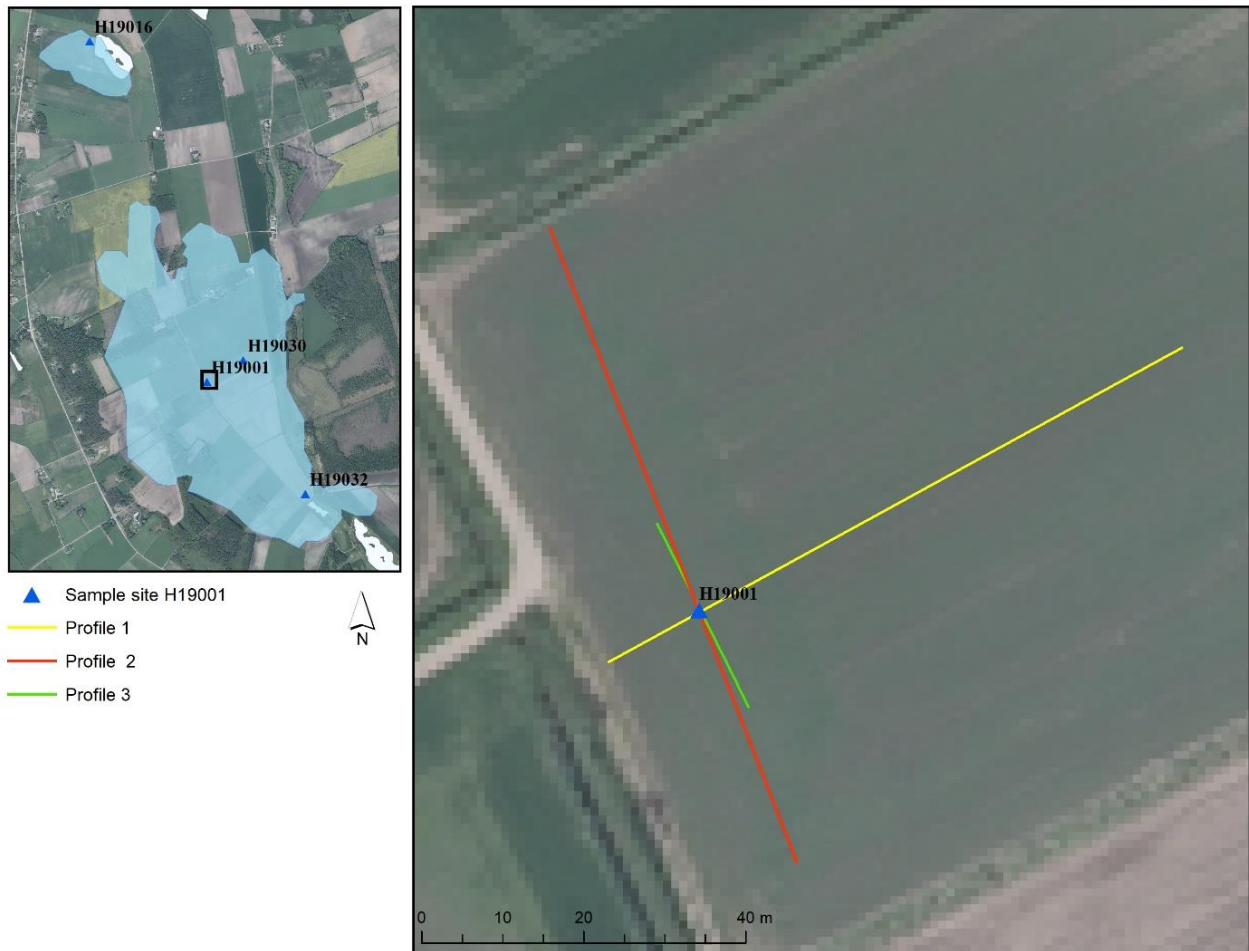 H19016
H19030
H19001
H19032
Sample site H19001
Profile 1
Profile 2
Profile 3
N
H19001
0 10 20 40 m